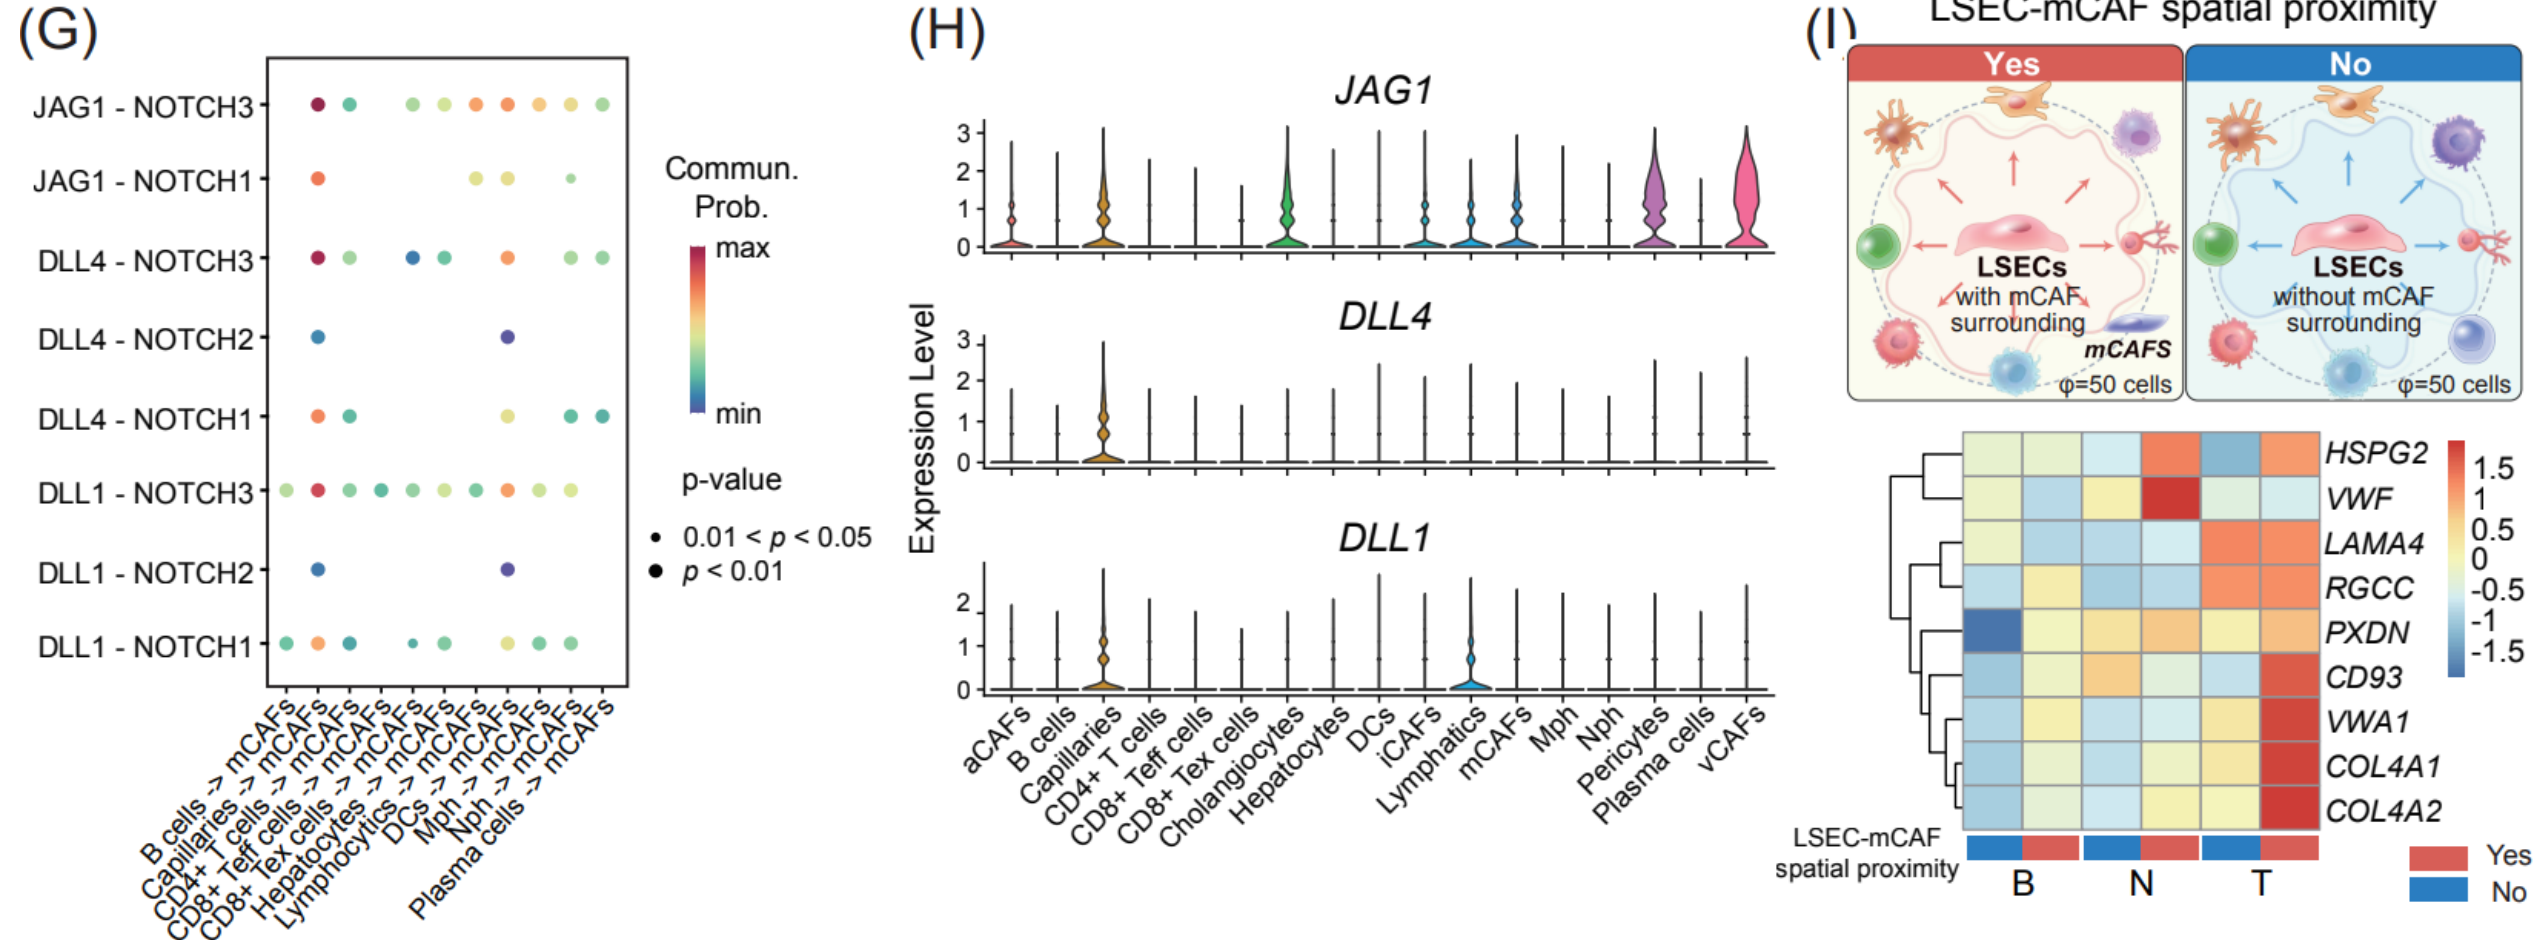 (G)
JAG1 - NOTCH3
JAG1 - NOTCH1
DLL4 - NOTCH3
DLL4 - NOTCH2
DLL4 - NOTCH1
DLL1 - NOTCH3
DLL1 - NOTCH2
DLL1 - NOTCH1
B cells -> mCAFs
Capillaries -> mCAFs
CD4+ T cells -> mCAFs
CD8+ Teff cells -> mCAFs
CD8+ Tex cells -> mCAFs
Hepatocytes -> mCAFs
Lymphocytics -> mCAFs
DCs -> mCAFs
Mph -> mCAFs
Nph -> mCAFs
Plasma cells -> mCAFs
Commun.
Prob.
max
min
p-value
0.01 < p < 0.05
p < 0.01
(H)
Expression Level
JAG1
3
2
1
0
DLL4
3
2
1
0
DLL1
2
1
0
aCAFs
B cells
Capillaries
CD4+ T cells
CD8+ Teff cells
CD8+ Tex cells
Cholangiocytes
Hepatocytes
DCs
iCAFs
Lymphatics
mCAFs
Mph
Nph
Pericytes
Plasma cells
vCAFs
(I)
LSEC-mCAF spatial proximity
Yes
LSECs
with mCAF
surrounding
mCAFS
φ=50 cells
No
LSECs
without mCAF
surrounding
φ=50 cells
HSPG2
VWF
LAMA4
RGCC
PXDN
CD93
VWA1
COL4A1
COL4A2
1.5
1
0.5
0
-0.5
-1
-1.5
LSEC-mCAF
spatial proximity
B
N
T
Yes
No